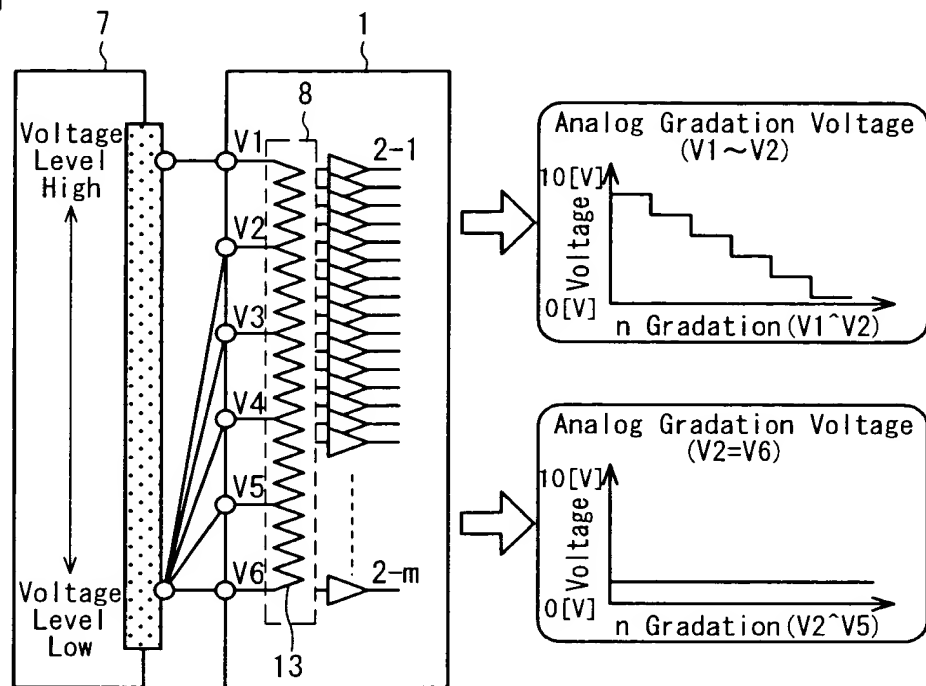 7
1
8
Voltage
Level
High
Voltage
Level
Low
V1
V2
V3
V4
V5
V6
2-1
2-m
13
Analog Gradation Voltage
(V1~V2)
10[V]
Voltage
0[V]
n Gradation(V1^V2)
Analog Gradation Voltage
(V2=V6)
10[V]
Voltage
0[V]
n Gradation(V2^V5)